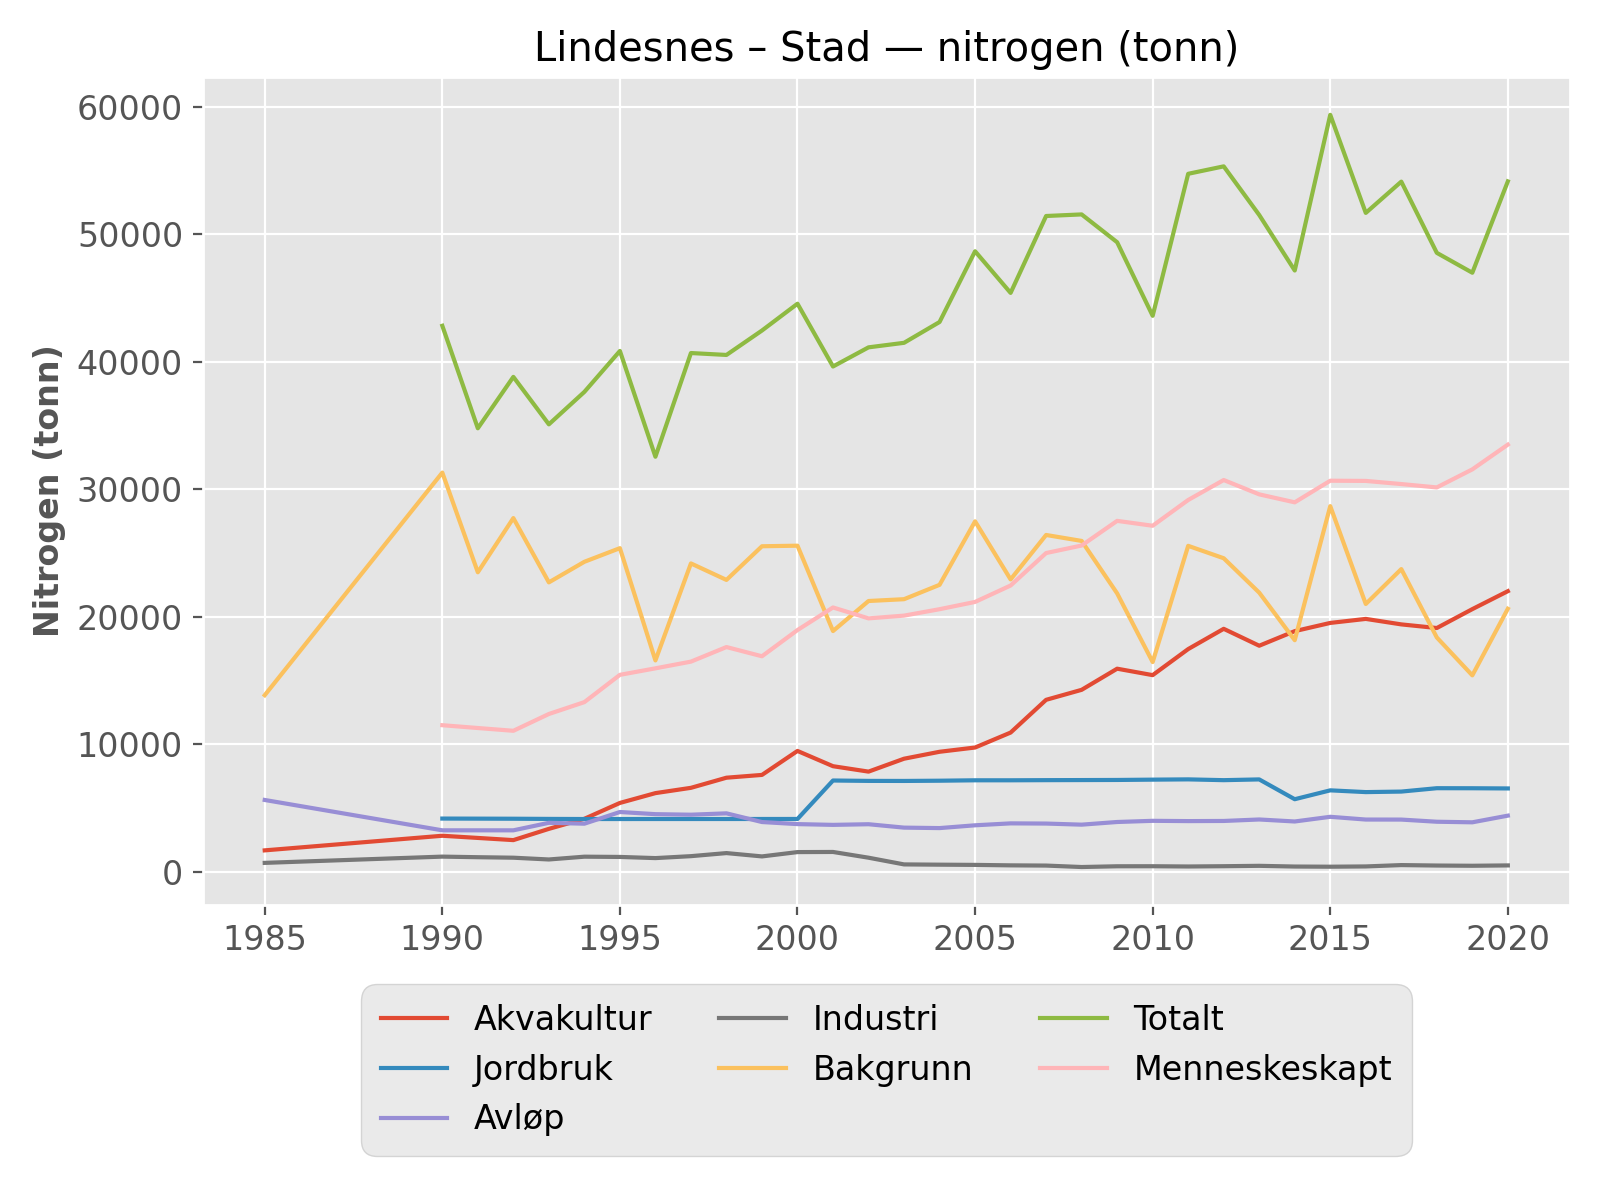 Lindesnes – Stad — nitrogen (tonn)
Nitrogen (tonn)
60000
50000
40000
30000
20000
10000
0
1985 1990 1995 2000 2005 2010 2015 2020
Akvakultur Industri Totalt
Jordbruk Bakgrunn Menneskeskapt
Avløp